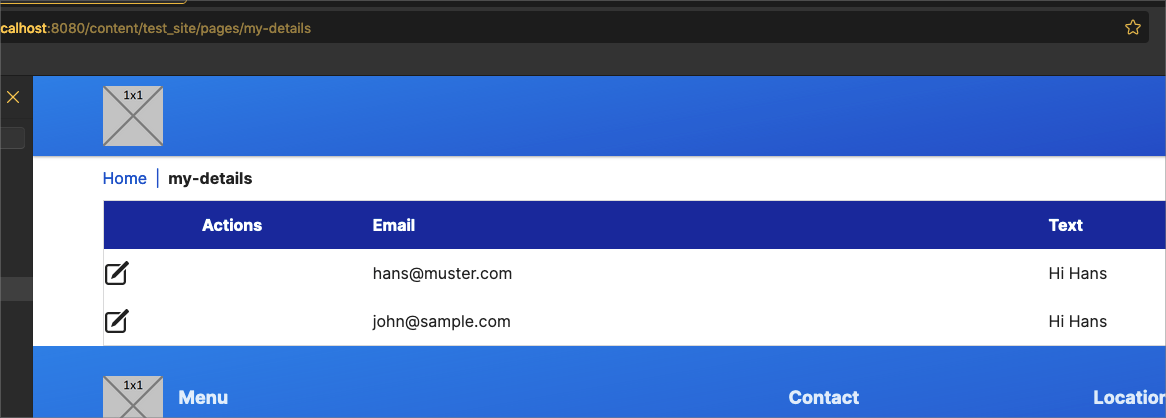 calhost:8080/content/test_site/pages/my-details
1x1
Home | my-details
Actions Email Text
hans@muster.com Hi Hans
john@sample.com Hi Hans
1x1
Menu Contact Location